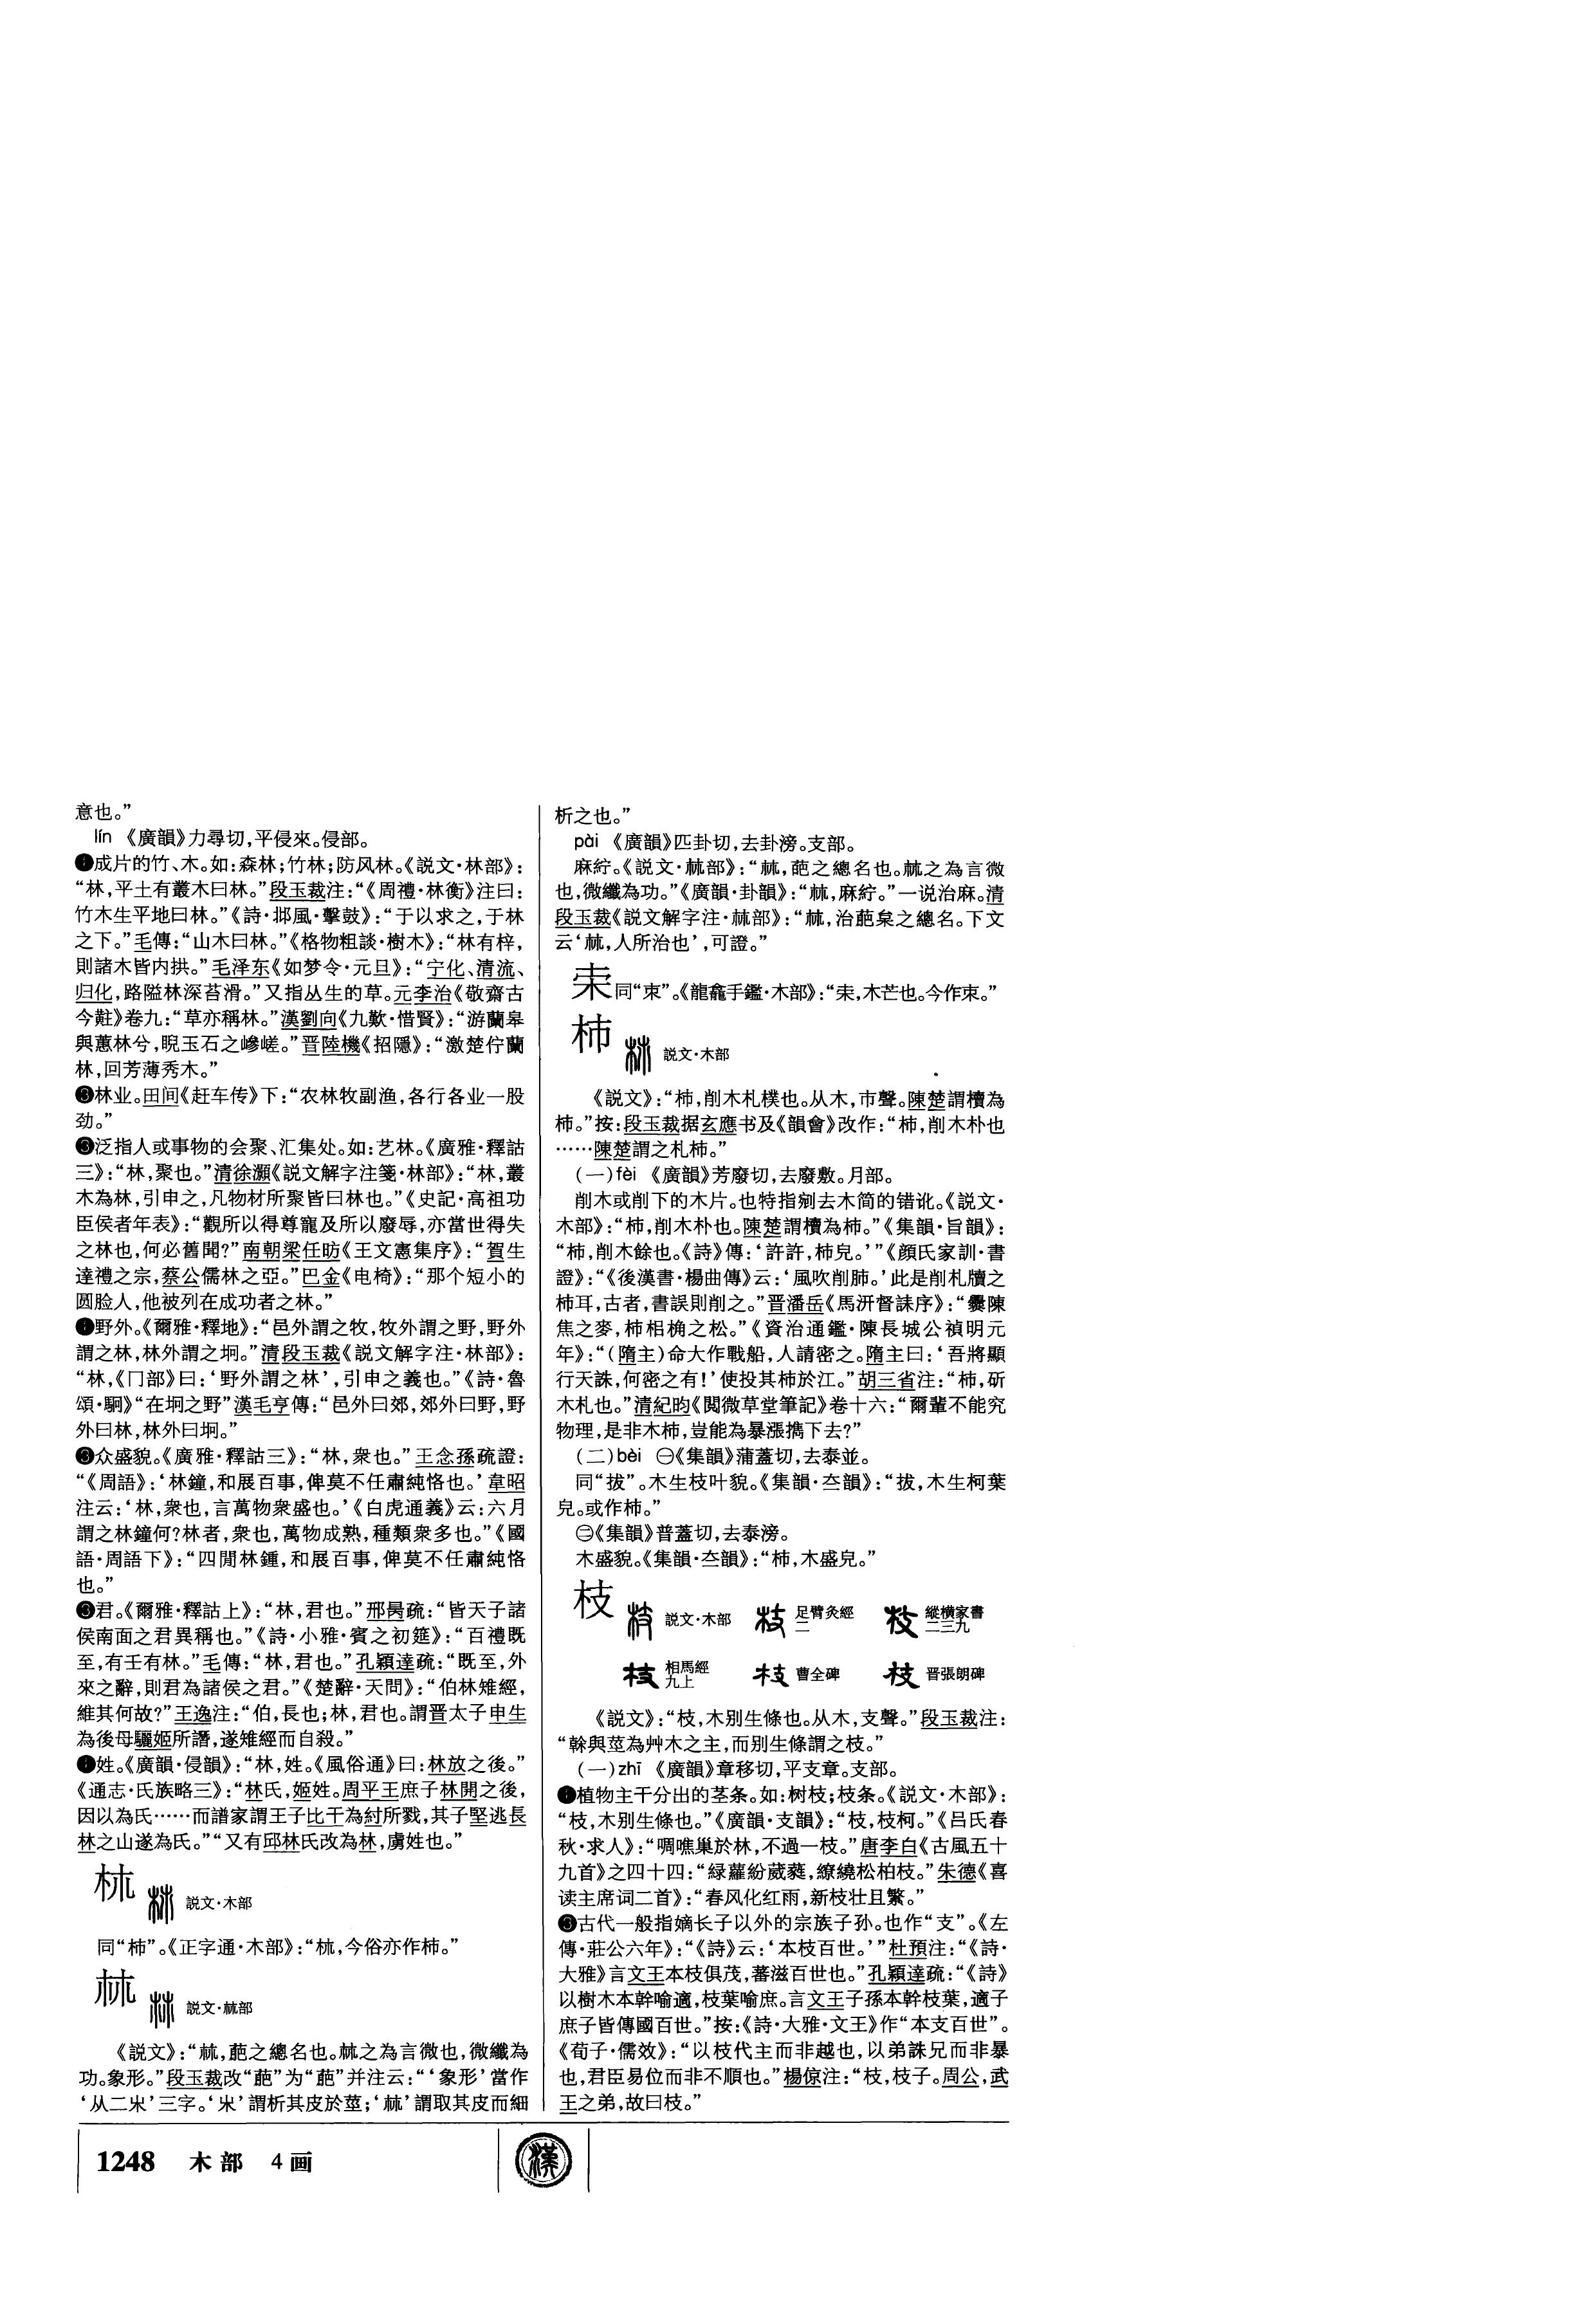 意也。”
lín 《廣韻》力尋切，平侵來。侵部。
❶成片的竹、木。如：森林；竹林；防风林。《説文·林部》：
“林，平土有叢木曰林。”段玉裁注：“《周禮·林衡》注曰：
竹木生平地曰林。”《詩·邶風·擊鼓》：“于以求之，于林
之下。”毛傳：“山木曰林。”《格物粗談·樹木》：“林有梓，
則諸木皆内拱。”毛泽东《如梦令·元旦》：“宁化、清流、
归化，路隘林深苔滑。”又指丛生的草。元李治《敬齋古
今黈》卷九：“草亦稱林。”漢劉向《九歎·惜賢》：“游蘭皋
與蕙林兮，睨玉石之嵾嵯。”晋陸機《招隱》：“激楚佇蘭
林，回芳薄秀木。”
❸林业。田间《赶车传》下：“农林牧副渔，各行各业一股
劲。”
❸泛指人或事物的会聚、汇集处。如：艺林。《廣雅·釋詁
三》：“林，聚也。”清徐灝《説文解字注箋·林部》：“林，叢
木為林，引申之，凡物材所聚皆曰林也。”《史記·高祖功
臣侯者年表》：“觀所以得尊寵及所以廢辱，亦當世得失
之林也，何必舊聞？”南朝梁任昉《王文憲集序》：“賀生
達禮之宗，蔡公儒林之亞。”巴金《电椅》：“那个短小的
圆脸人，他被列在成功者之林。”
❶野外。《爾雅·釋地》：“邑外謂之牧，牧外謂之野，野外
謂之林，林外謂之坰。”清段玉裁《説文解字注·林部》：
“林，《冂部》曰：‘野外謂之林’，引申之義也。”《詩·魯
頌·駉》“在坰之野”漢毛亨傳：“邑外曰郊，郊外曰野，野
外曰林，林外曰坰。”
❸众盛貌。《廣雅·釋詁三》：“林，衆也。”王念孫疏證：
“《周語》：‘林鐘，和展百事，俾莫不任肅純恪也。’韋昭
注云：‘林，衆也，言萬物衆盛也。’《白虎通義》云：六月
謂之林鐘何？林者，衆也，萬物成熟，種類衆多也。”《國
語·周語下》：“四閒林鍾，和展百事，俾莫不任肅純恪
也。”
❸君。《爾雅·釋詁上》：“林，君也。”邢昺疏：“皆天子諸
侯南面之君異稱也。”《詩·小雅·賓之初筵》：“百禮既
至，有壬有林。”毛傳：“林，君也。”孔穎達疏：“既至，外
來之辭，則君為諸侯之君。”《楚辭·天問》：“伯林雉經，
維其何故？”王逸注：“伯，長也；林，君也。謂晋太子申生
為後母驪姬所譖，遂雉經而自殺。”
❶姓。《廣韻·侵韻》：“林，姓。《風俗通》曰：林放之後。”
《通志·氏族略三》：“林氏，姬姓。周平王庶子林開之後，
因以為氏……而譜家謂王子比干為紂所戮，其子堅逃長
林之山遂為氏。”“又有邱林氏改為林，虜姓也。”
𣏕 説文·木部
同“杮”。《正字通·木部》：“𣏕，今俗亦作杮。”
𣏟 説文·𣏟部
《説文》：“𣏟，葩之總名也。𣏟之為言微也，微纖為
功。象形。”段玉裁改“葩”为“萉”并注云：“‘象形’當作
‘从二𣎳’三字。‘𣎳’謂析其皮於莖；‘𣏟’謂取其皮而細
析之也。”
pài 《廣韻》匹卦切，去卦滂。支部。
麻紵。《説文·𣏟部》：“𣏟，葩之總名也。𣏟之為言微
也，微纖為功。”《廣韻·卦韻》：“𣏟，麻紵。”一说治麻。清
段玉裁《説文解字注·𣏟部》：“𣏟，治萉枲之總名。下文
云‘𣏟，人所治也’，可證。”
同“朿”。《龍龕手鑑·木部》：“，木芒也。今作朿。”
杮 説文·木部
《説文》：“杮，削木札樸也。从木，巿聲。陳楚謂櫝為
杮。”按：段玉裁据玄應书及《韻會》改作：“杮，削木朴也
……陳楚謂之札杮。”
（一）fèi 《廣韻》芳廢切，去廢敷。月部。
削木或削下的木片。也特指剜去木简的错讹。《説文·
木部》：“杮，削木朴也。陳楚謂櫝為杮。”《集韻·旨韻》：
“杮，削木餘也。《詩》傳：‘許許，杮皃。’”《顔氏家訓·書
證》：“《後漢書·楊由傳》云：‘風吹削肺。’此是削札牘之
杮耳，古者，書誤則削之。”晋潘岳《馬汧督誄序》：“爨陳
焦之麥，杮梠桷之松。”《資治通鑑·陳長城公禎明元
年》：“（隋主）命大作戰船，人請密之。隋主曰：‘吾將顯
行天誅，何密之有！’使投其杮於江。”胡三省注：“杮，斫
木札也。”清紀昀《閲微草堂筆記》卷十六：“爾輩不能究
物理，是非木杮，豈能為暴漲携下去？”
（二）bèi ㊀《集韻》蒲蓋切，去泰並。
同“拔”。木生枝叶貌。《集韻·夳韻》：“拔，木生柯葉
皃。或作杮。”
㊁《集韻》普蓋切，去泰滂。
木盛貌。《集韻·夳韻》：“杮，木盛皃。”
枝 説文·木部 足臂灸經二 縱横家書二三九
相馬經九上 曹全碑 晋張朗碑
《説文》：“枝，木别生條也。从木，支聲。”段玉裁注：
“榦與莖為艸木之主，而别生條謂之枝。”
（一）zhī 《廣韻》章移切，平支章。支部。
❶植物主干分出的茎条。如：树枝；枝条。《説文·木部》：
“枝，木别生條也。”《廣韻·支韻》：“枝，枝柯。”《吕氏春
秋·求人》：“啁噍巢於林，不過一枝。”唐李白《古風五十
九首》之四十四：“緑蘿紛葳蕤，繚繞松柏枝。”朱德《喜
读主席词二首》：“春风化红雨，新枝壮且繁。”
❸古代一般指嫡长子以外的宗族子孙。也作“支”。《左
傳·莊公六年》：“《詩》云：‘本枝百世。’”杜預注：“《詩·
大雅》言文王本枝俱茂，蕃滋百世也。”孔穎達疏：“《詩》
以樹木本幹喻適，枝葉喻庶。言文王子孫本幹枝葉，適子
庶子皆傳國百世。”按：《詩·大雅·文王》作“本支百世”。
《荀子·儒效》：“以枝代主而非越也，以弟誅兄而非暴
也，君臣易位而非不順也。”楊倞注：“枝，枝子。周公，武
王之弟，故曰枝。”
1248 木部 4画
漢